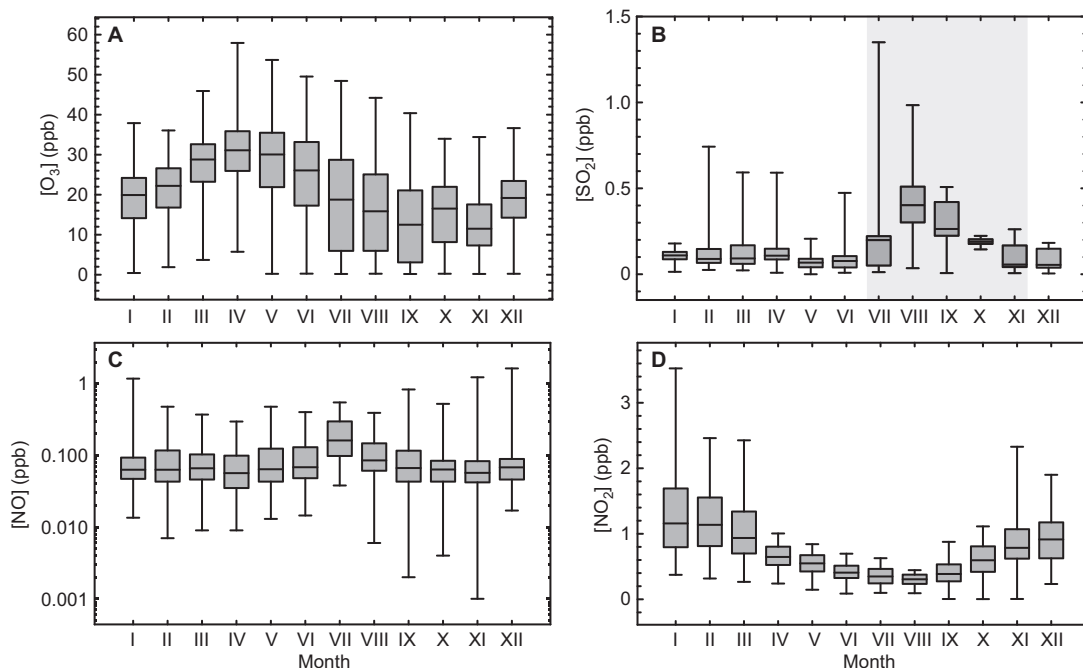 A
[O3] (ppb)
60
50
40
30
20
10
0
I II III IV V VI VII VIII IX X XI XII
B
[SO2] (ppb)
1.5
1.0
0.5
0
I II III IV V VI VII VIII IX X XI XII
C
[NO] (ppb)
1
0.100
0.010
0.001
I II III IV V VI VII VIII IX X XI XII
Month
D
[NO2] (ppb)
3
2
1
0
I II III IV V VI VII VIII IX X XI XII
Month